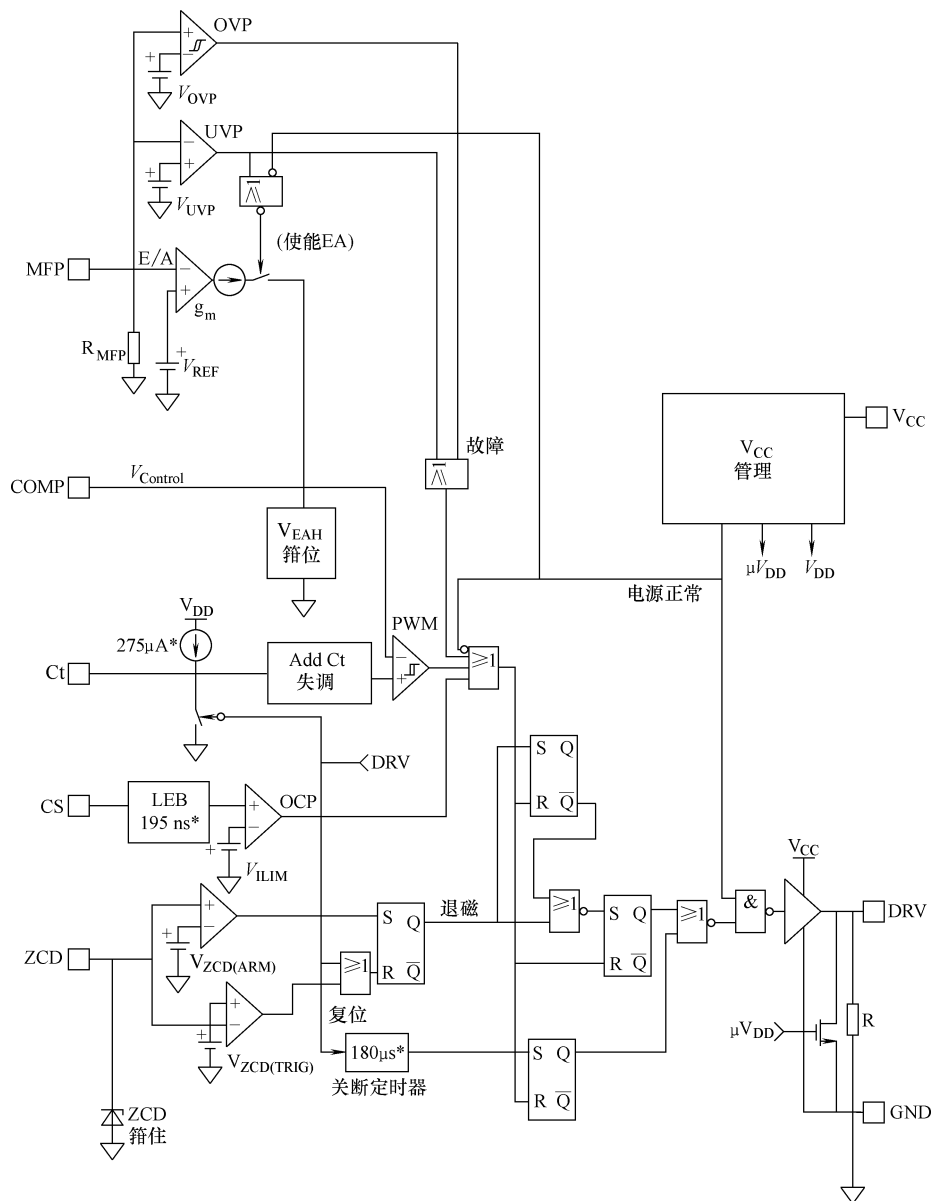 OVP
+
−
+
V_OVP
UVP
−
+
+
V_UVP
≥1
(使能EA)
MFP
E/A
−
+
g_m
R_MFP
+
V_REF
V_CC
管理
V_CC
μV_DD
V_DD
故障
≥1
COMP
V_Control
V_EAH
箝位
电源正常
V_DD
275μA*
PWM
−
+
≥1
Ct
Add Ct
失调
DRV
S Q
R Q̅
CS
LEB
195 ns*
+
−
OCP
+
V_ILIM
V_CC
+
−
+
V_ZCD(ARM)
S Q
R Q̅
退磁
≥1
S Q
R Q̅
≥1
&
DRV
ZCD
≥1
复位
+
−
+
V_ZCD(TRIG)
μV_DD
R
180μs*
关断定时器
S Q
R Q̅
ZCD
箝住
GND